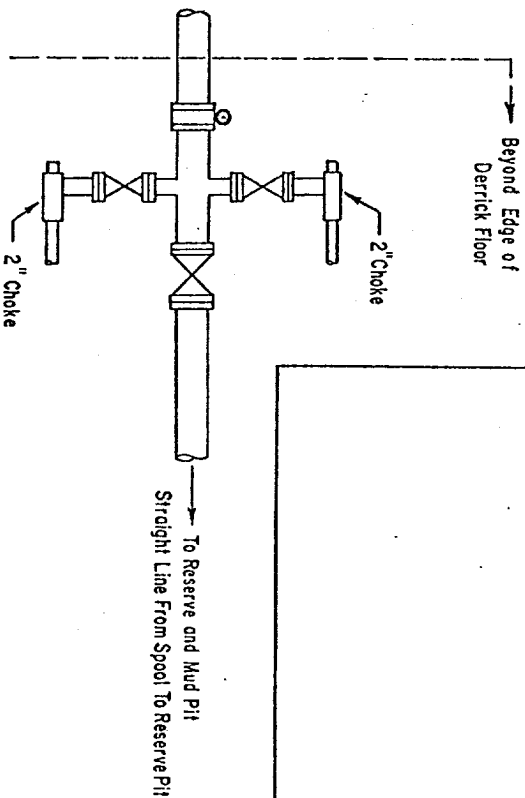 Beyond Edge of
Derrick Floor
2" Choke
2" Choke
To Reserve and Mud Pit
Straight Line From Spool To Reserve Pit